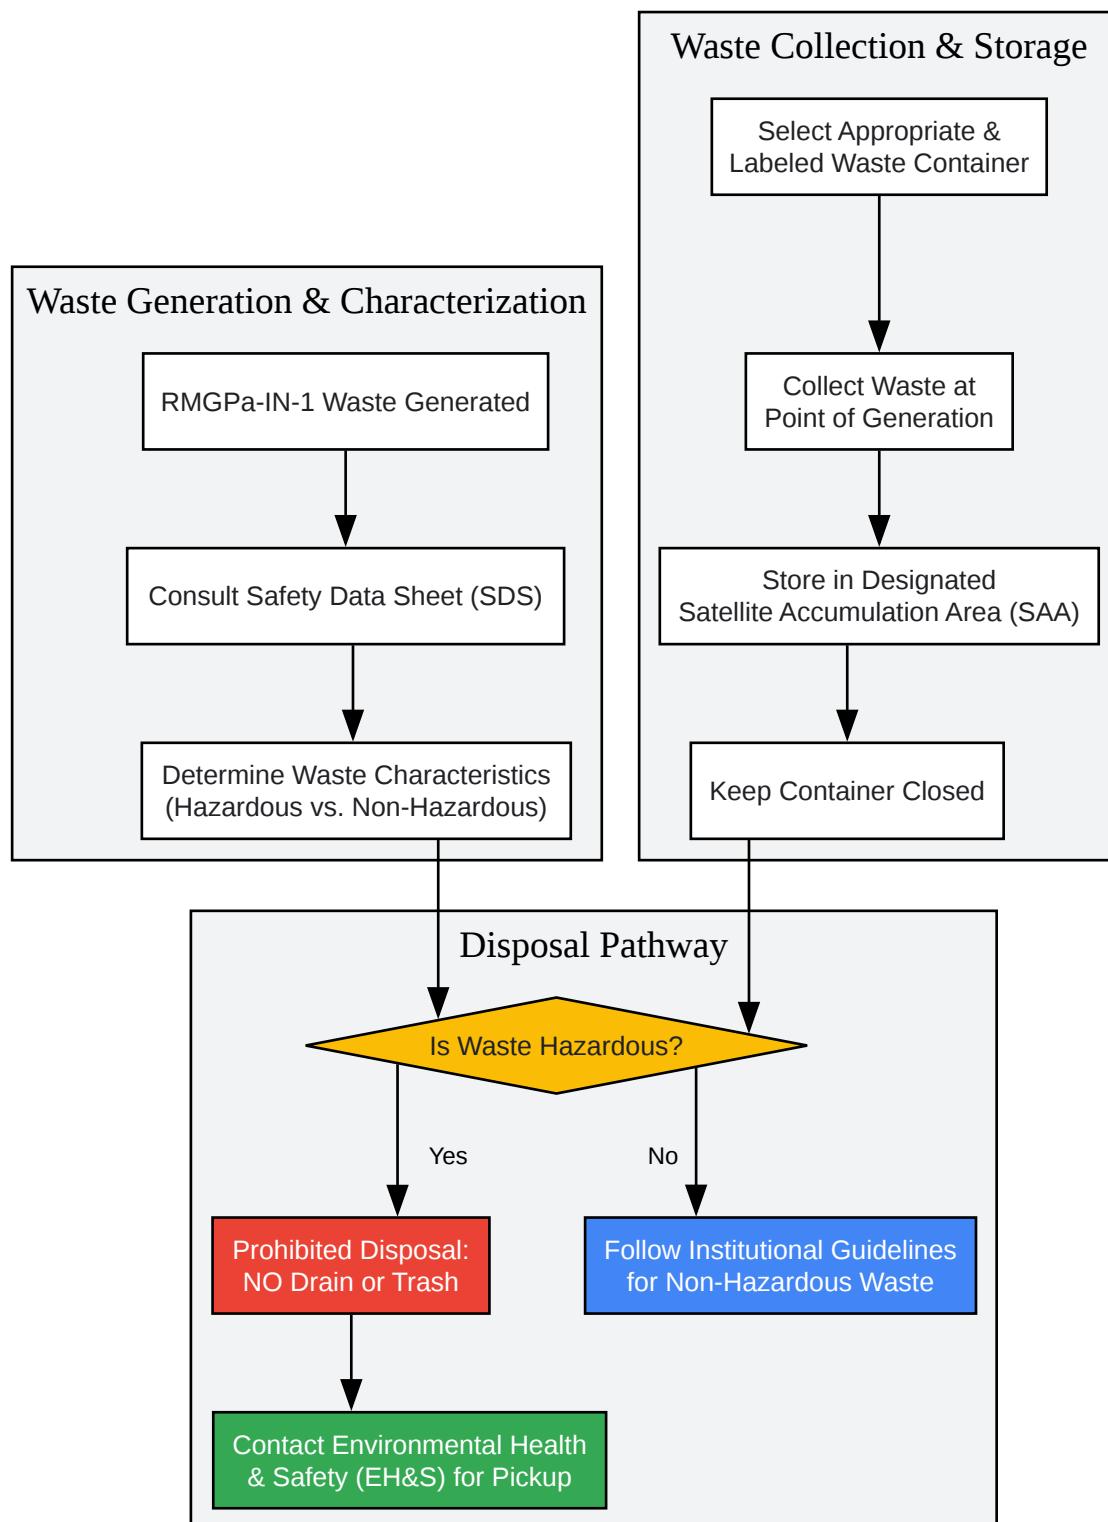 Waste Collection & Storage
Select Appropriate &
Labeled Waste Container
Collect Waste at
Point of Generation
Store in Designated
Satellite Accumulation Area (SAA)
Keep Container Closed
Waste Generation & Characterization
RMGPa-IN-1 Waste Generated
Consult Safety Data Sheet (SDS)
Determine Waste Characteristics
(Hazardous vs. Non-Hazardous)
Disposal Pathway
Is Waste Hazardous?
Yes
No
Prohibited Disposal:
NO Drain or Trash
Follow Institutional Guidelines
for Non-Hazardous Waste
Contact Environmental Health
& Safety (EH&S) for Pickup